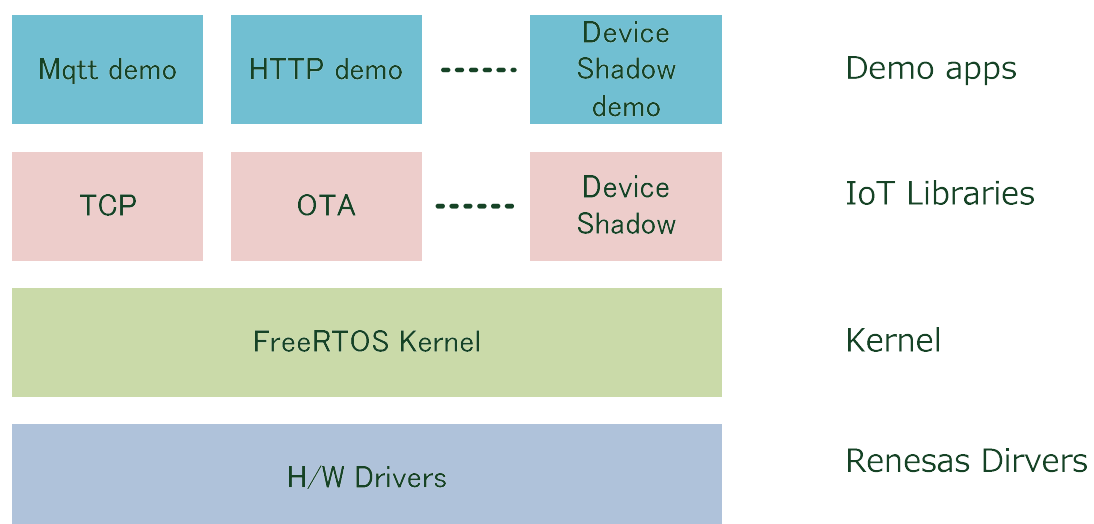 Mqtt demo
HTTP demo
Device
Shadow
demo
Demo apps
TCP
OTA
Device
Shadow
IoT Libraries
FreeRTOS Kernel
Kernel
H/W Drivers
Renesas Dirvers